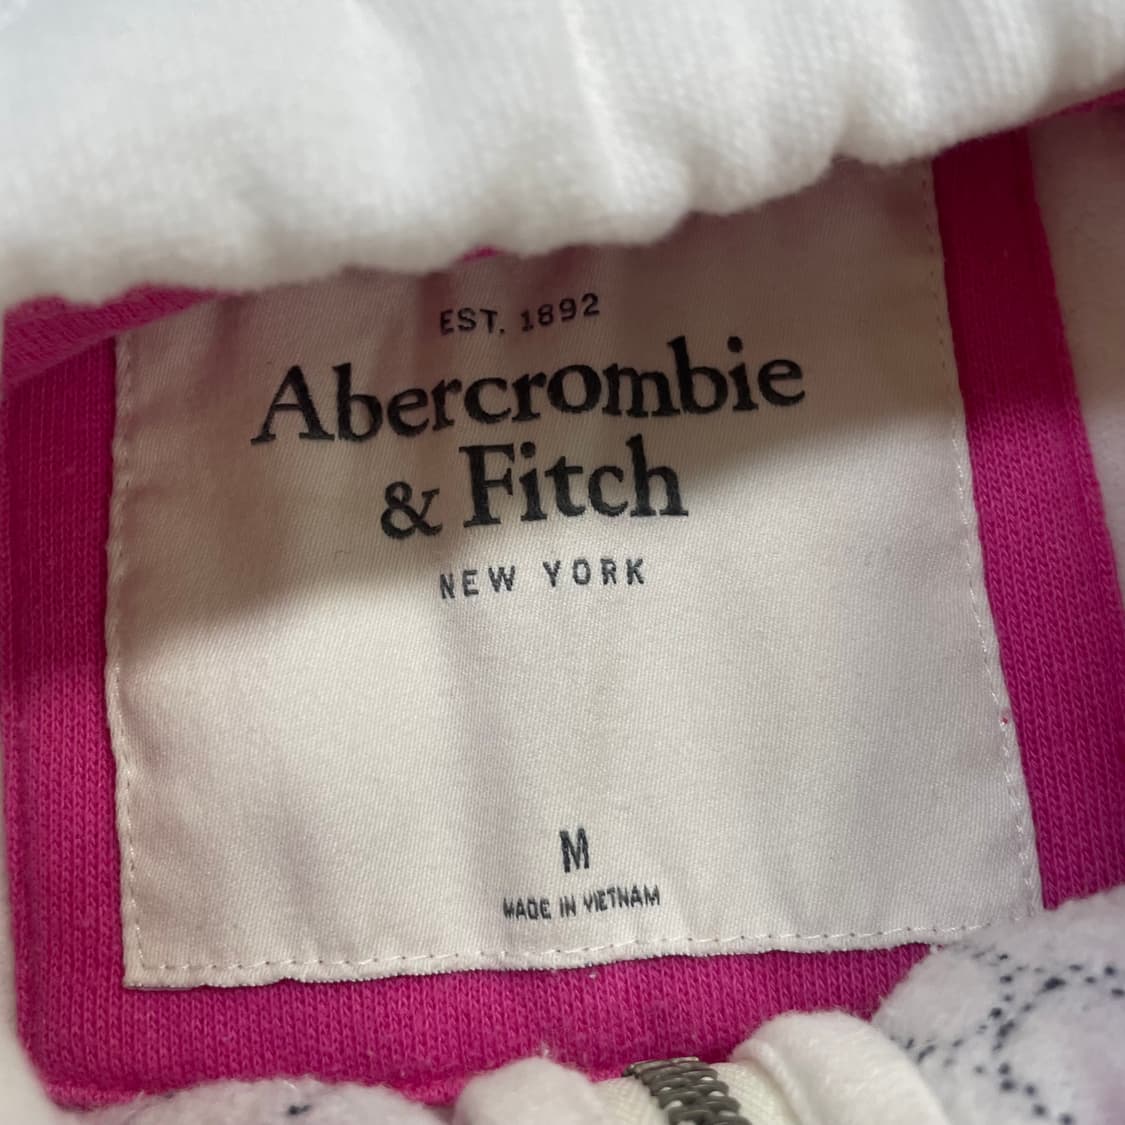 EST. 1892
Abercrombie
& Fitch
NEW YORK
M
MADE IN VIETNAM